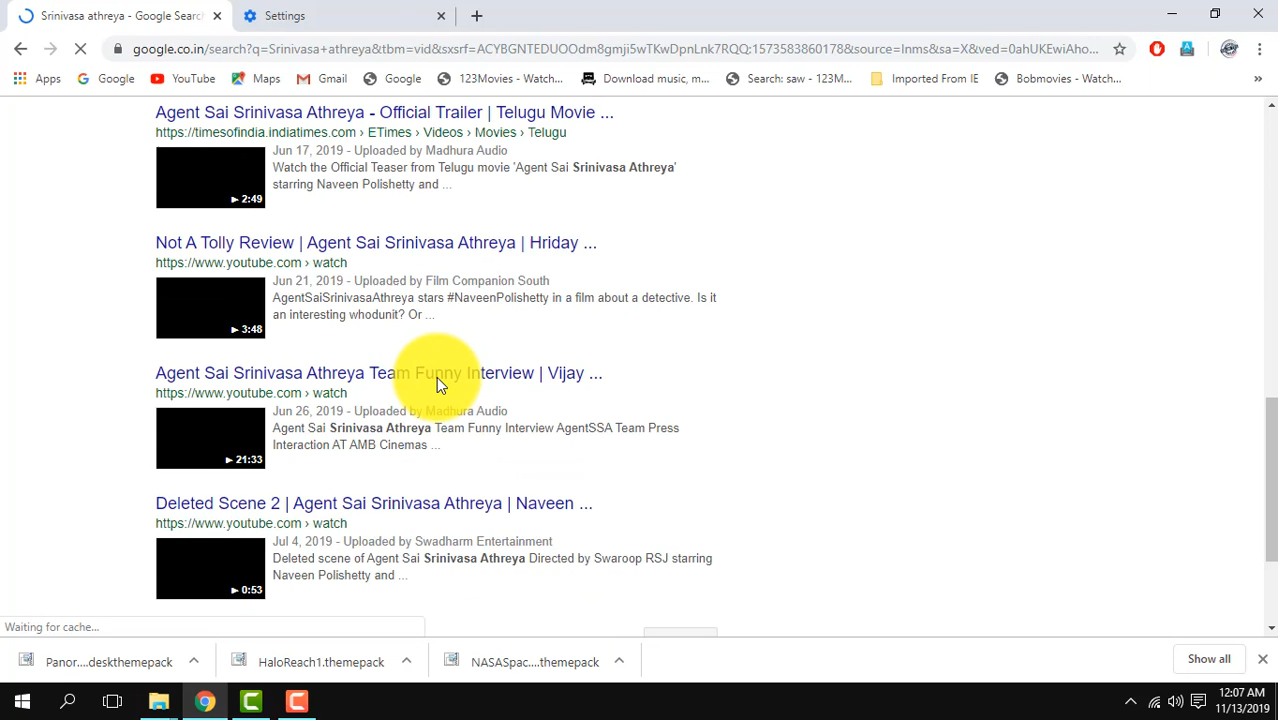 Srinivasa athreya - Google Searc
Settings
google.co.in/search?q=Srinivasa+athreya&tbm=vid&sxsrf=ACYBGNTEDUOOdm8gmji5wTKwDpnLnk7RQQ:1573583860178&source=lnms&sa=X&ved=0ahUKEwiAho...
Apps Google YouTube Maps Gmail Google 123Movies - Watch... Download music, m... Search: saw - 123M... Imported From IE Bobmovies - Watch... »
Agent Sai Srinivasa Athreya - Official Trailer | Telugu Movie ...
https://timesofindia.indiatimes.com › ETimes › Videos › Movies › Telugu
Jun 17, 2019 - Uploaded by Madhura Audio
Watch the Official Teaser from Telugu movie 'Agent Sai Srinivasa Athreya'
starring Naveen Polishetty and ...
2:49
Not A Tolly Review | Agent Sai Srinivasa Athreya | Hriday ...
https://www.youtube.com › watch
Jun 21, 2019 - Uploaded by Film Companion South
AgentSaiSrinivasaAthreya stars #NaveenPolishetty in a film about a detective. Is it
an interesting whodunit? Or ...
3:48
Agent Sai Srinivasa Athreya Team Funny Interview | Vijay ...
https://www.youtube.com › watch
Jun 26, 2019 - Uploaded by Madhura Audio
Agent Sai Srinivasa Athreya Team Funny Interview AgentSSA Team Press
Interaction AT AMB Cinemas ...
21:33
Deleted Scene 2 | Agent Sai Srinivasa Athreya | Naveen ...
https://www.youtube.com › watch
Jul 4, 2019 - Uploaded by Swadharm Entertainment
Deleted scene of Agent Sai Srinivasa Athreya Directed by Swaroop RSJ starring
Naveen Polishetty and ...
0:53
Waiting for cache...
Panor....deskthemepack
HaloReach1.themepack
NASASpac....themepack
Show all
12:07 AM
11/13/2019